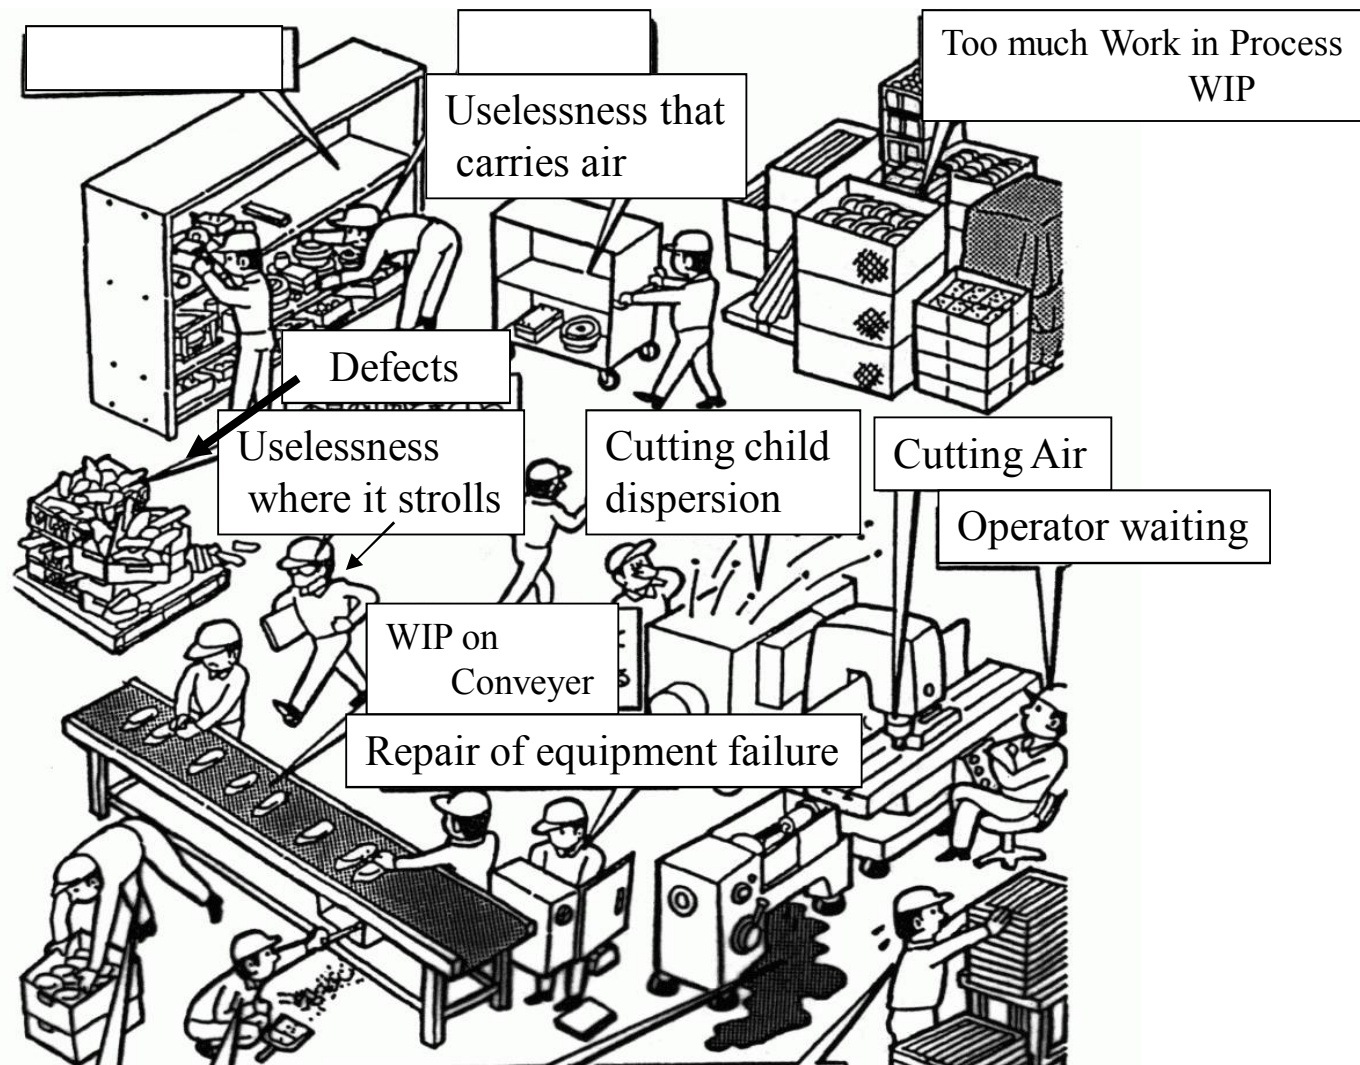 Too much Work in Process
WIP
Uselessness that
carries air
Defects
Uselessness
where it strolls
Cutting child
dispersion
Cutting Air
Operator waiting
WIP on
Conveyer
Repair of equipment failure